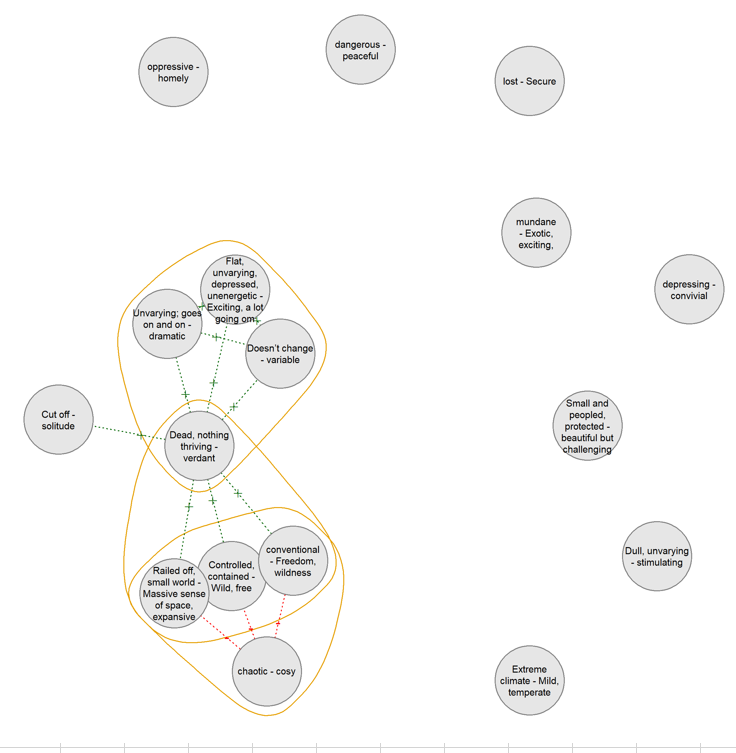 dangerous -
peaceful
oppressive -
homely
lost - Secure
mundane
- Exotic,
exciting,
depressing -
convivial
Flat,
unvarying,
depressed,
unenergetic -
Exciting, a lot
going on
Unvarying; goes
on and on -
dramatic
Doesn't change
- variable
Cut off -
solitude
Dead, nothing
thriving -
verdant
Small and
peopled,
protected -
beautiful but
challenging
Dull, unvarying
- stimulating
conventional
- Freedom,
wildness
Controlled,
contained -
Wild, free
Railed off,
small world -
Massive sense
of space,
expansive
chaotic - cosy
Extreme
climate - Mild,
temperate